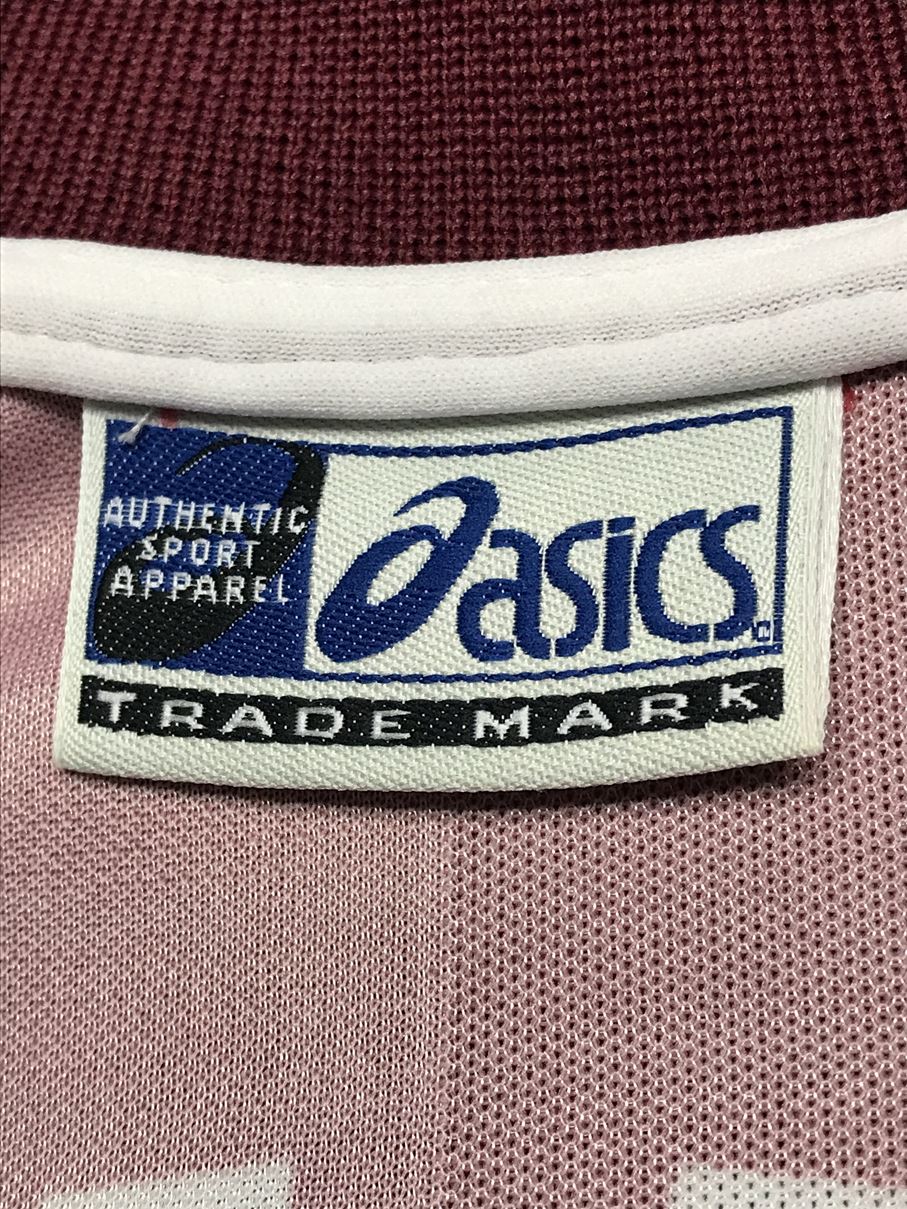 AUTHENTIC
SPORT
APPAREL
asics
TRADE MARK